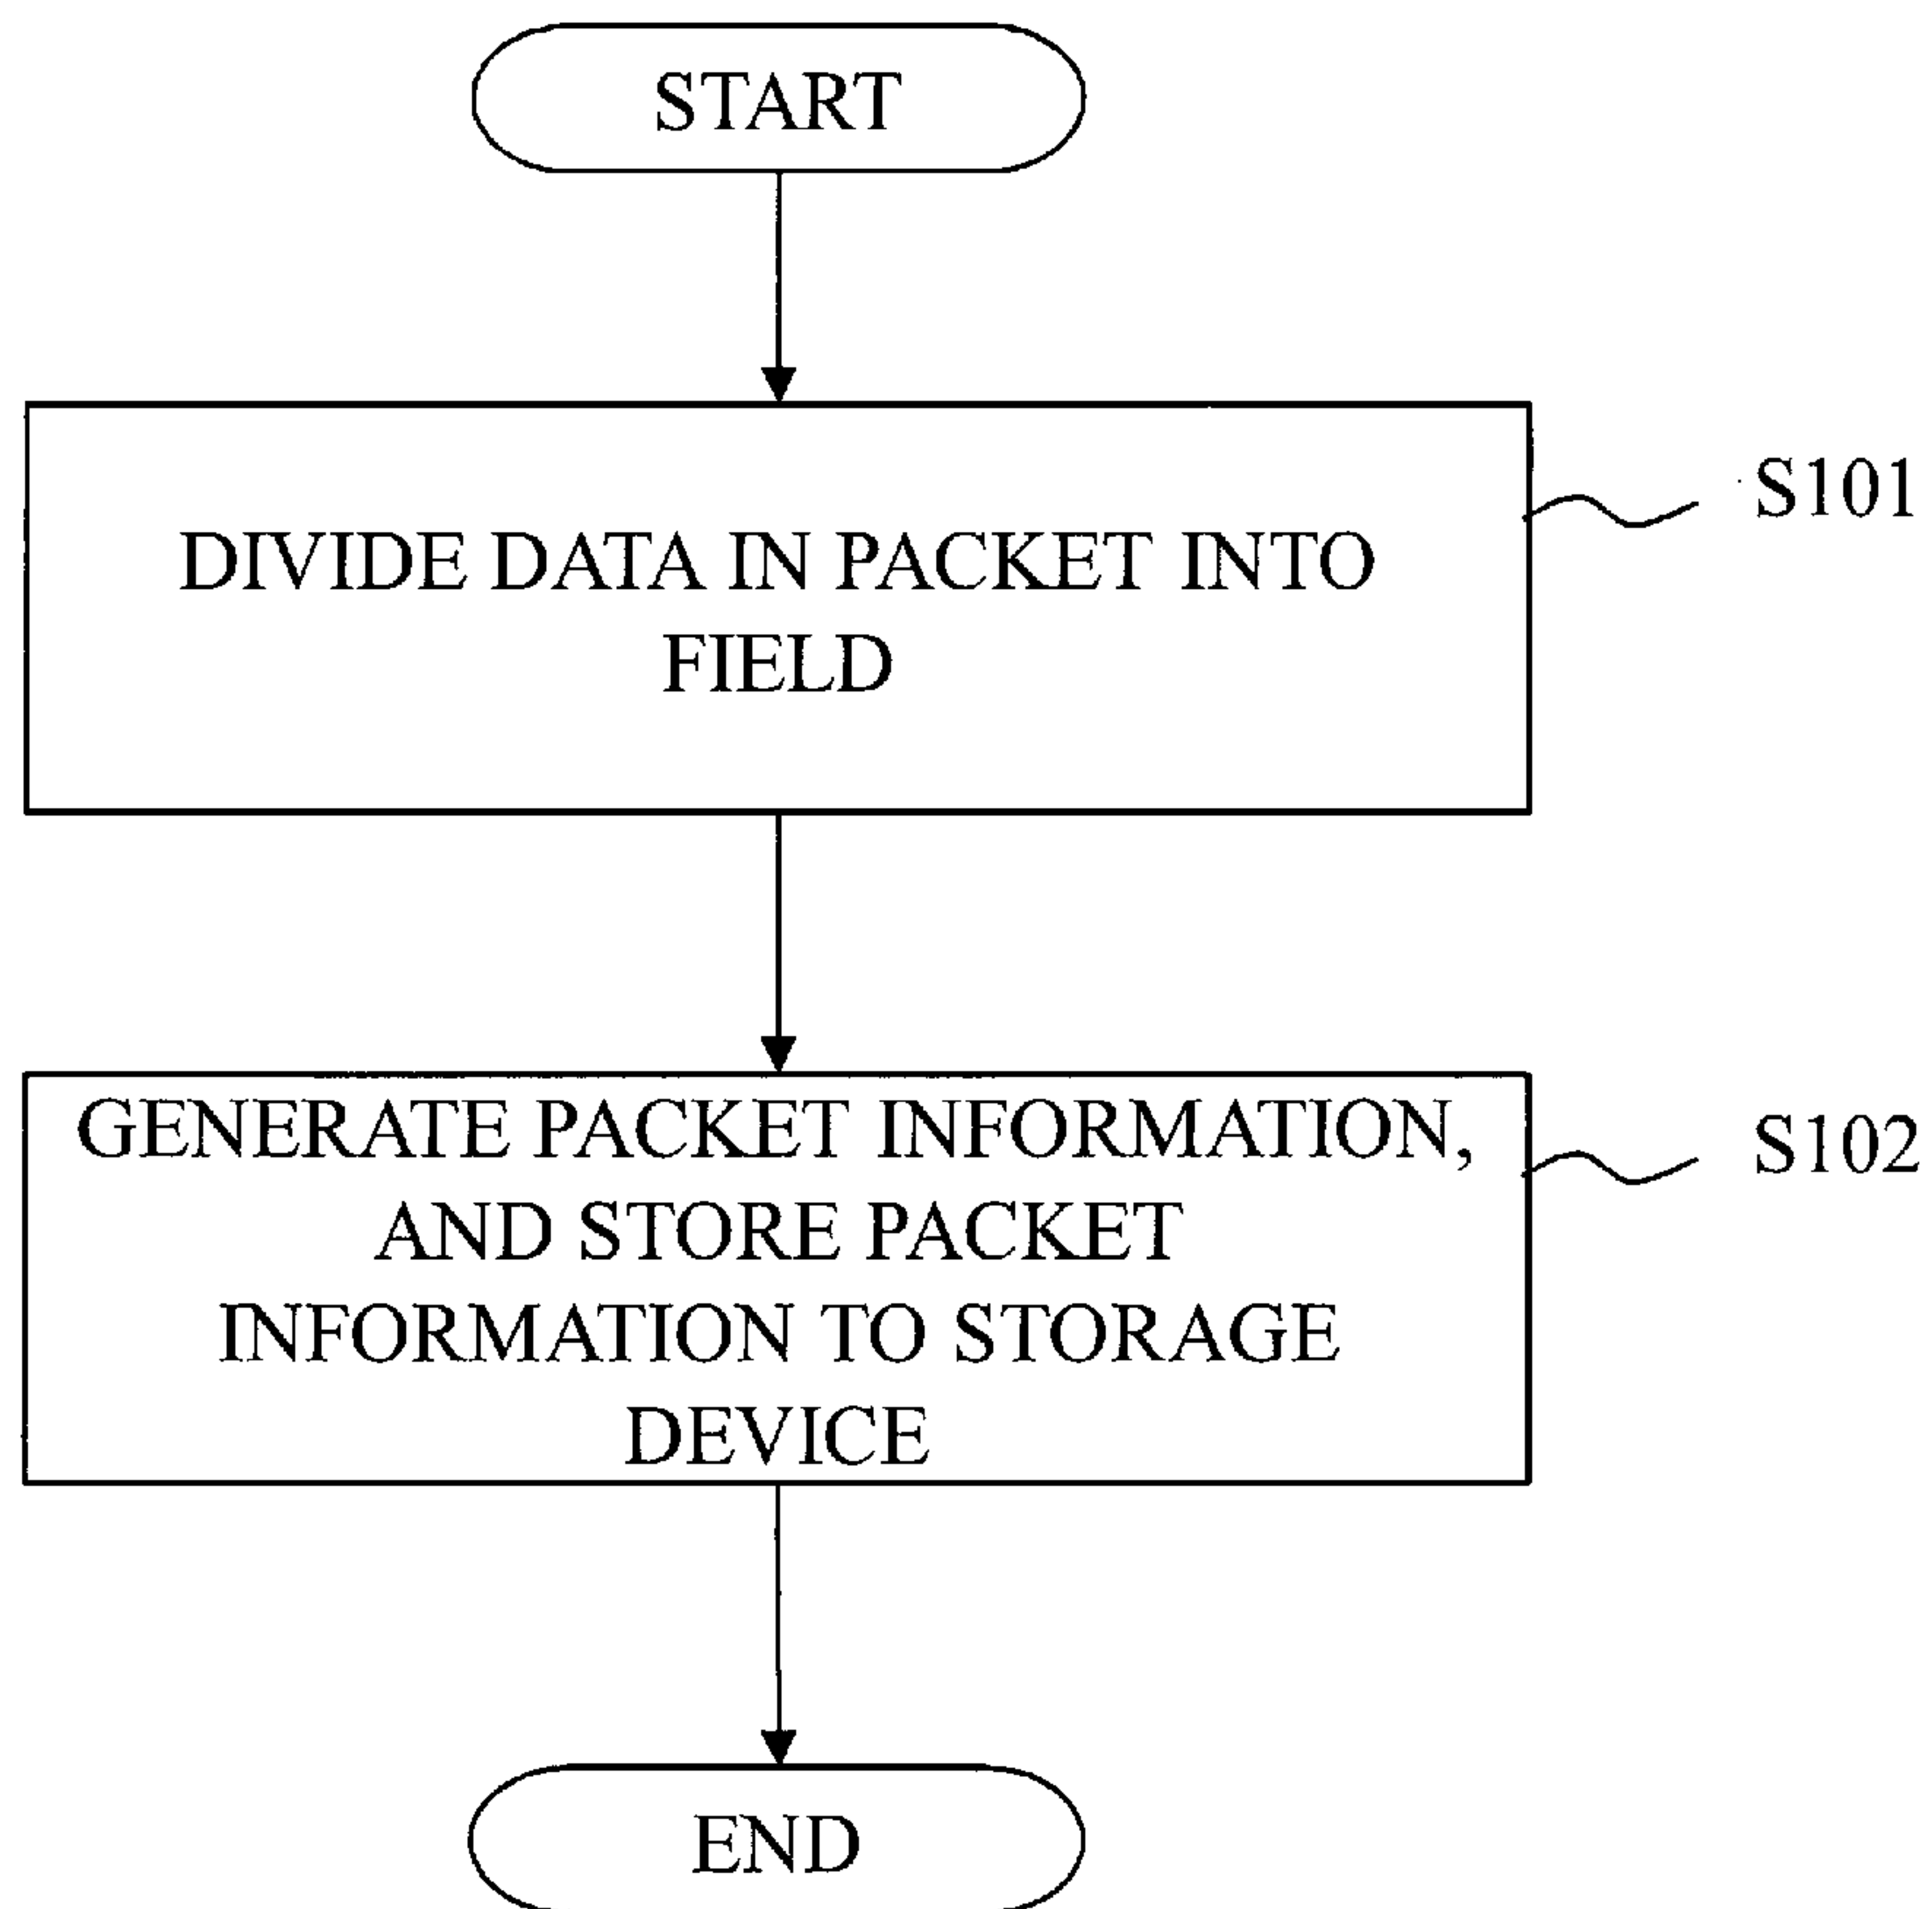 START
S101
DIVIDE DATA IN PACKET INTO
FIELD
GENERATE PACKET INFORMATION,
S102
AND STORE PACKET
INFORMATION TO STORAGE
DEVICE
END